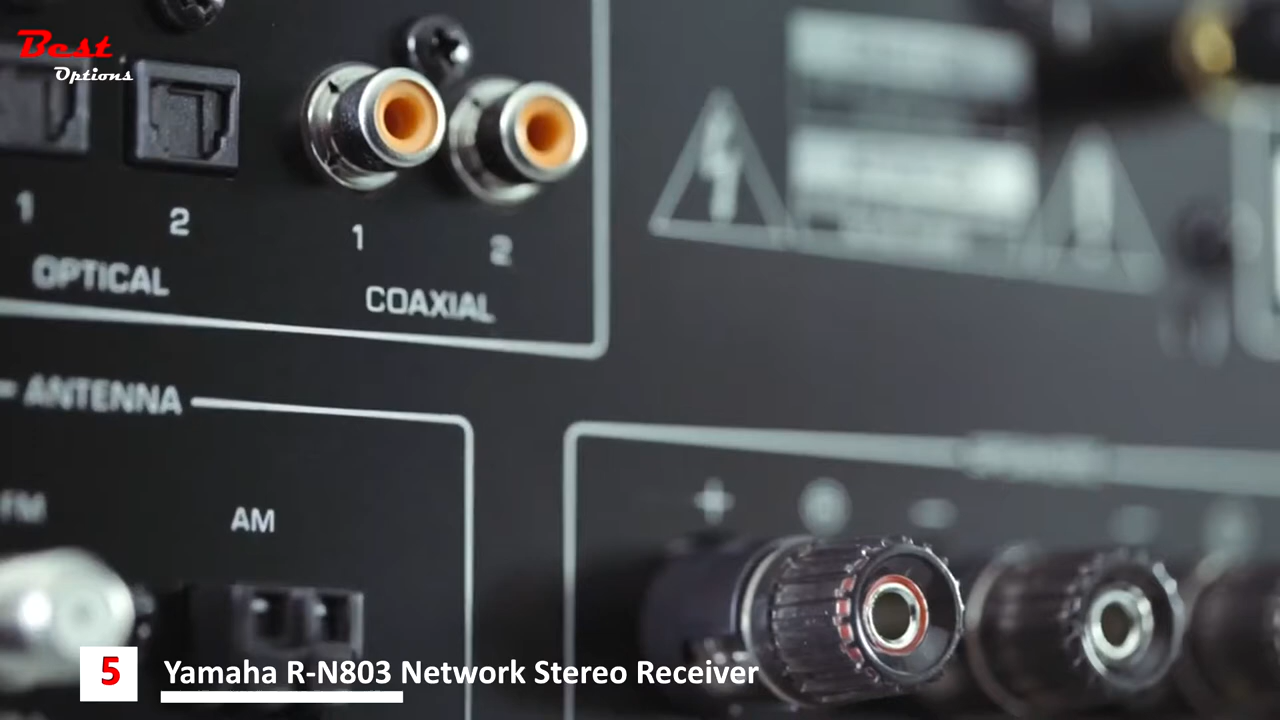 Best
Options
1
2
1
2
OPTICAL
COAXIAL
ANTENNA
FM
AM
+
5
Yamaha R-N803 Network Stereo Receiver